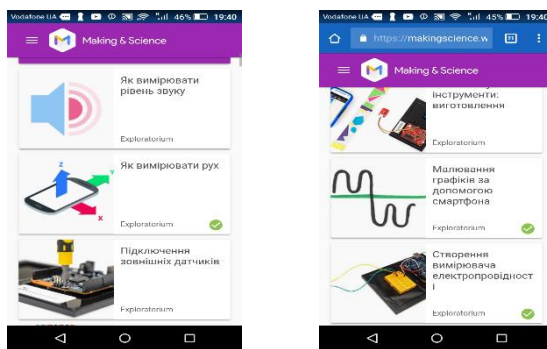 Vodafone UA 46% 19:40
Making & Science
Як вимірювати
рівень звуку
Exploratorium
Як вимірювати рух
Exploratorium
Підключення
зовнішніх датчиків
Exploratorium
Vodafone UA 45% 19:40
https://makingscience.w
Making & Science
інструменти:
виготовлення
Exploratorium
Малювання
графіків за
допомогою
смартфона
Exploratorium
Створення
вимірювача
електропровідност
і
Exploratorium